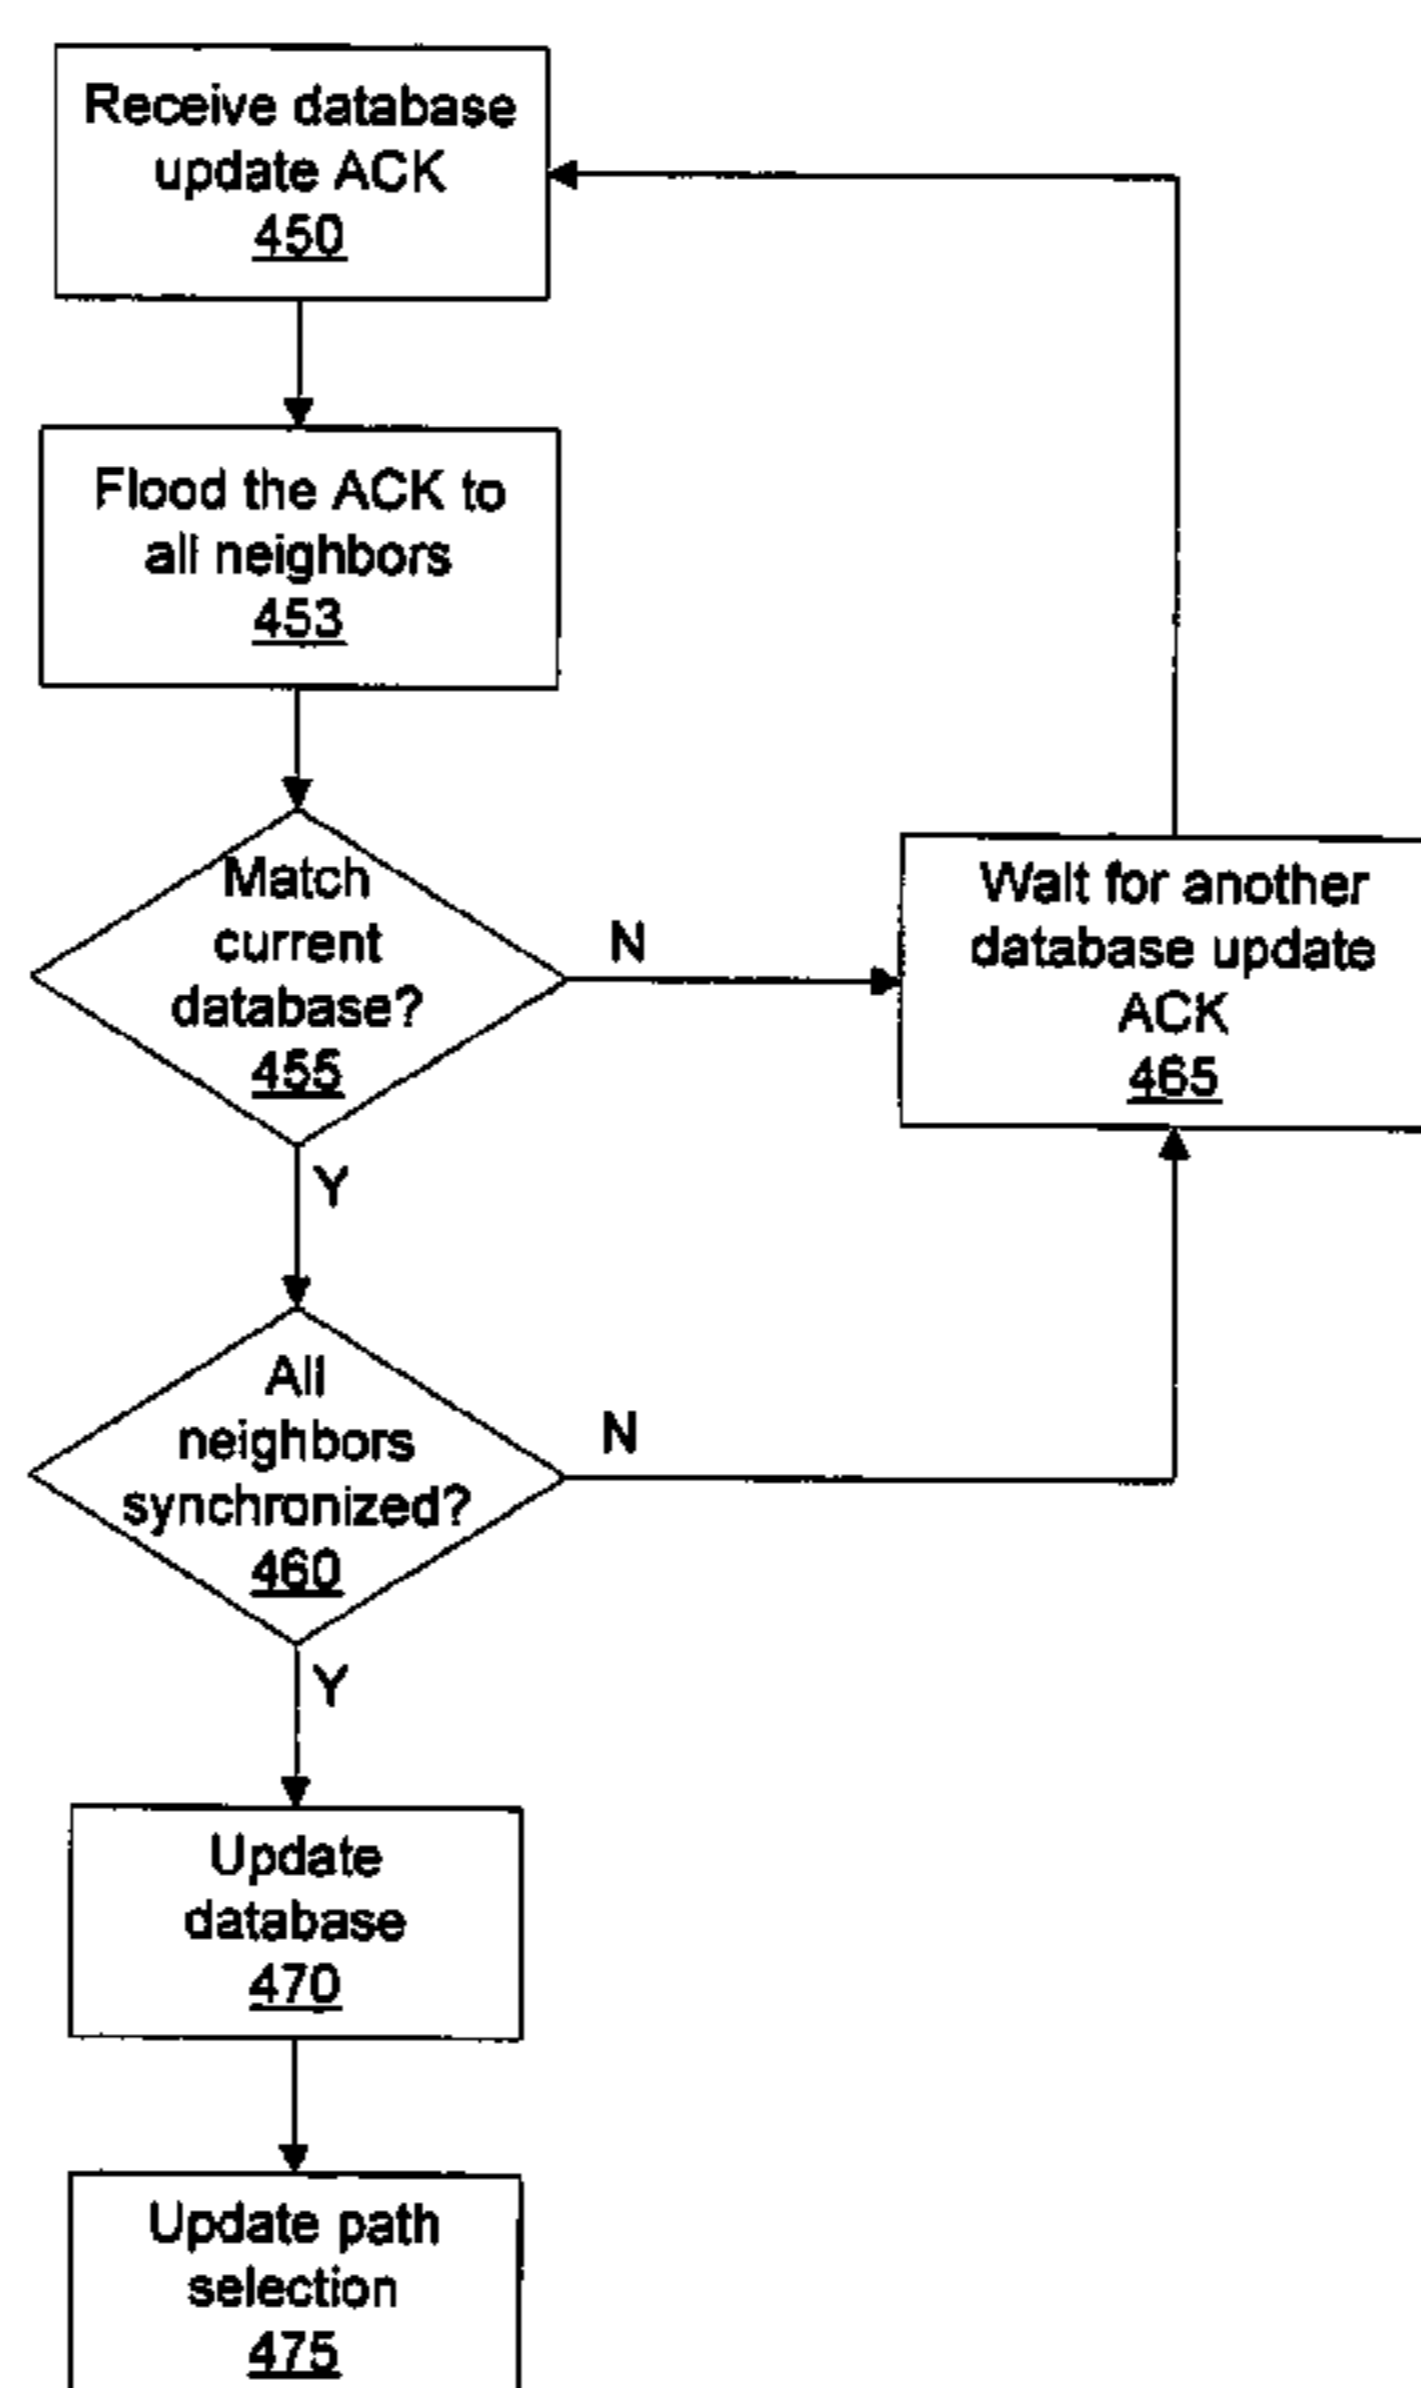 Receive database
update ACK
450
Flood the ACK to
all neighbors
453
Match
current
database?
455
N
Wait for another
database update
ACK
465
Y
All
neighbors
synchronized?
460
N
Y
Update
database
470
Update path
selection
475